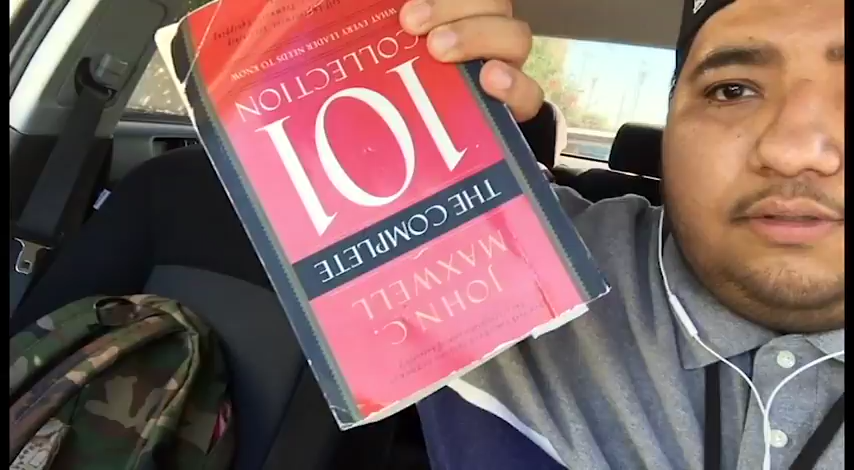 JOHN C.
MAXWELL
THE COMPLETE
101
COLLECTION
WHAT EVERY LEADER NEEDS TO KNOW